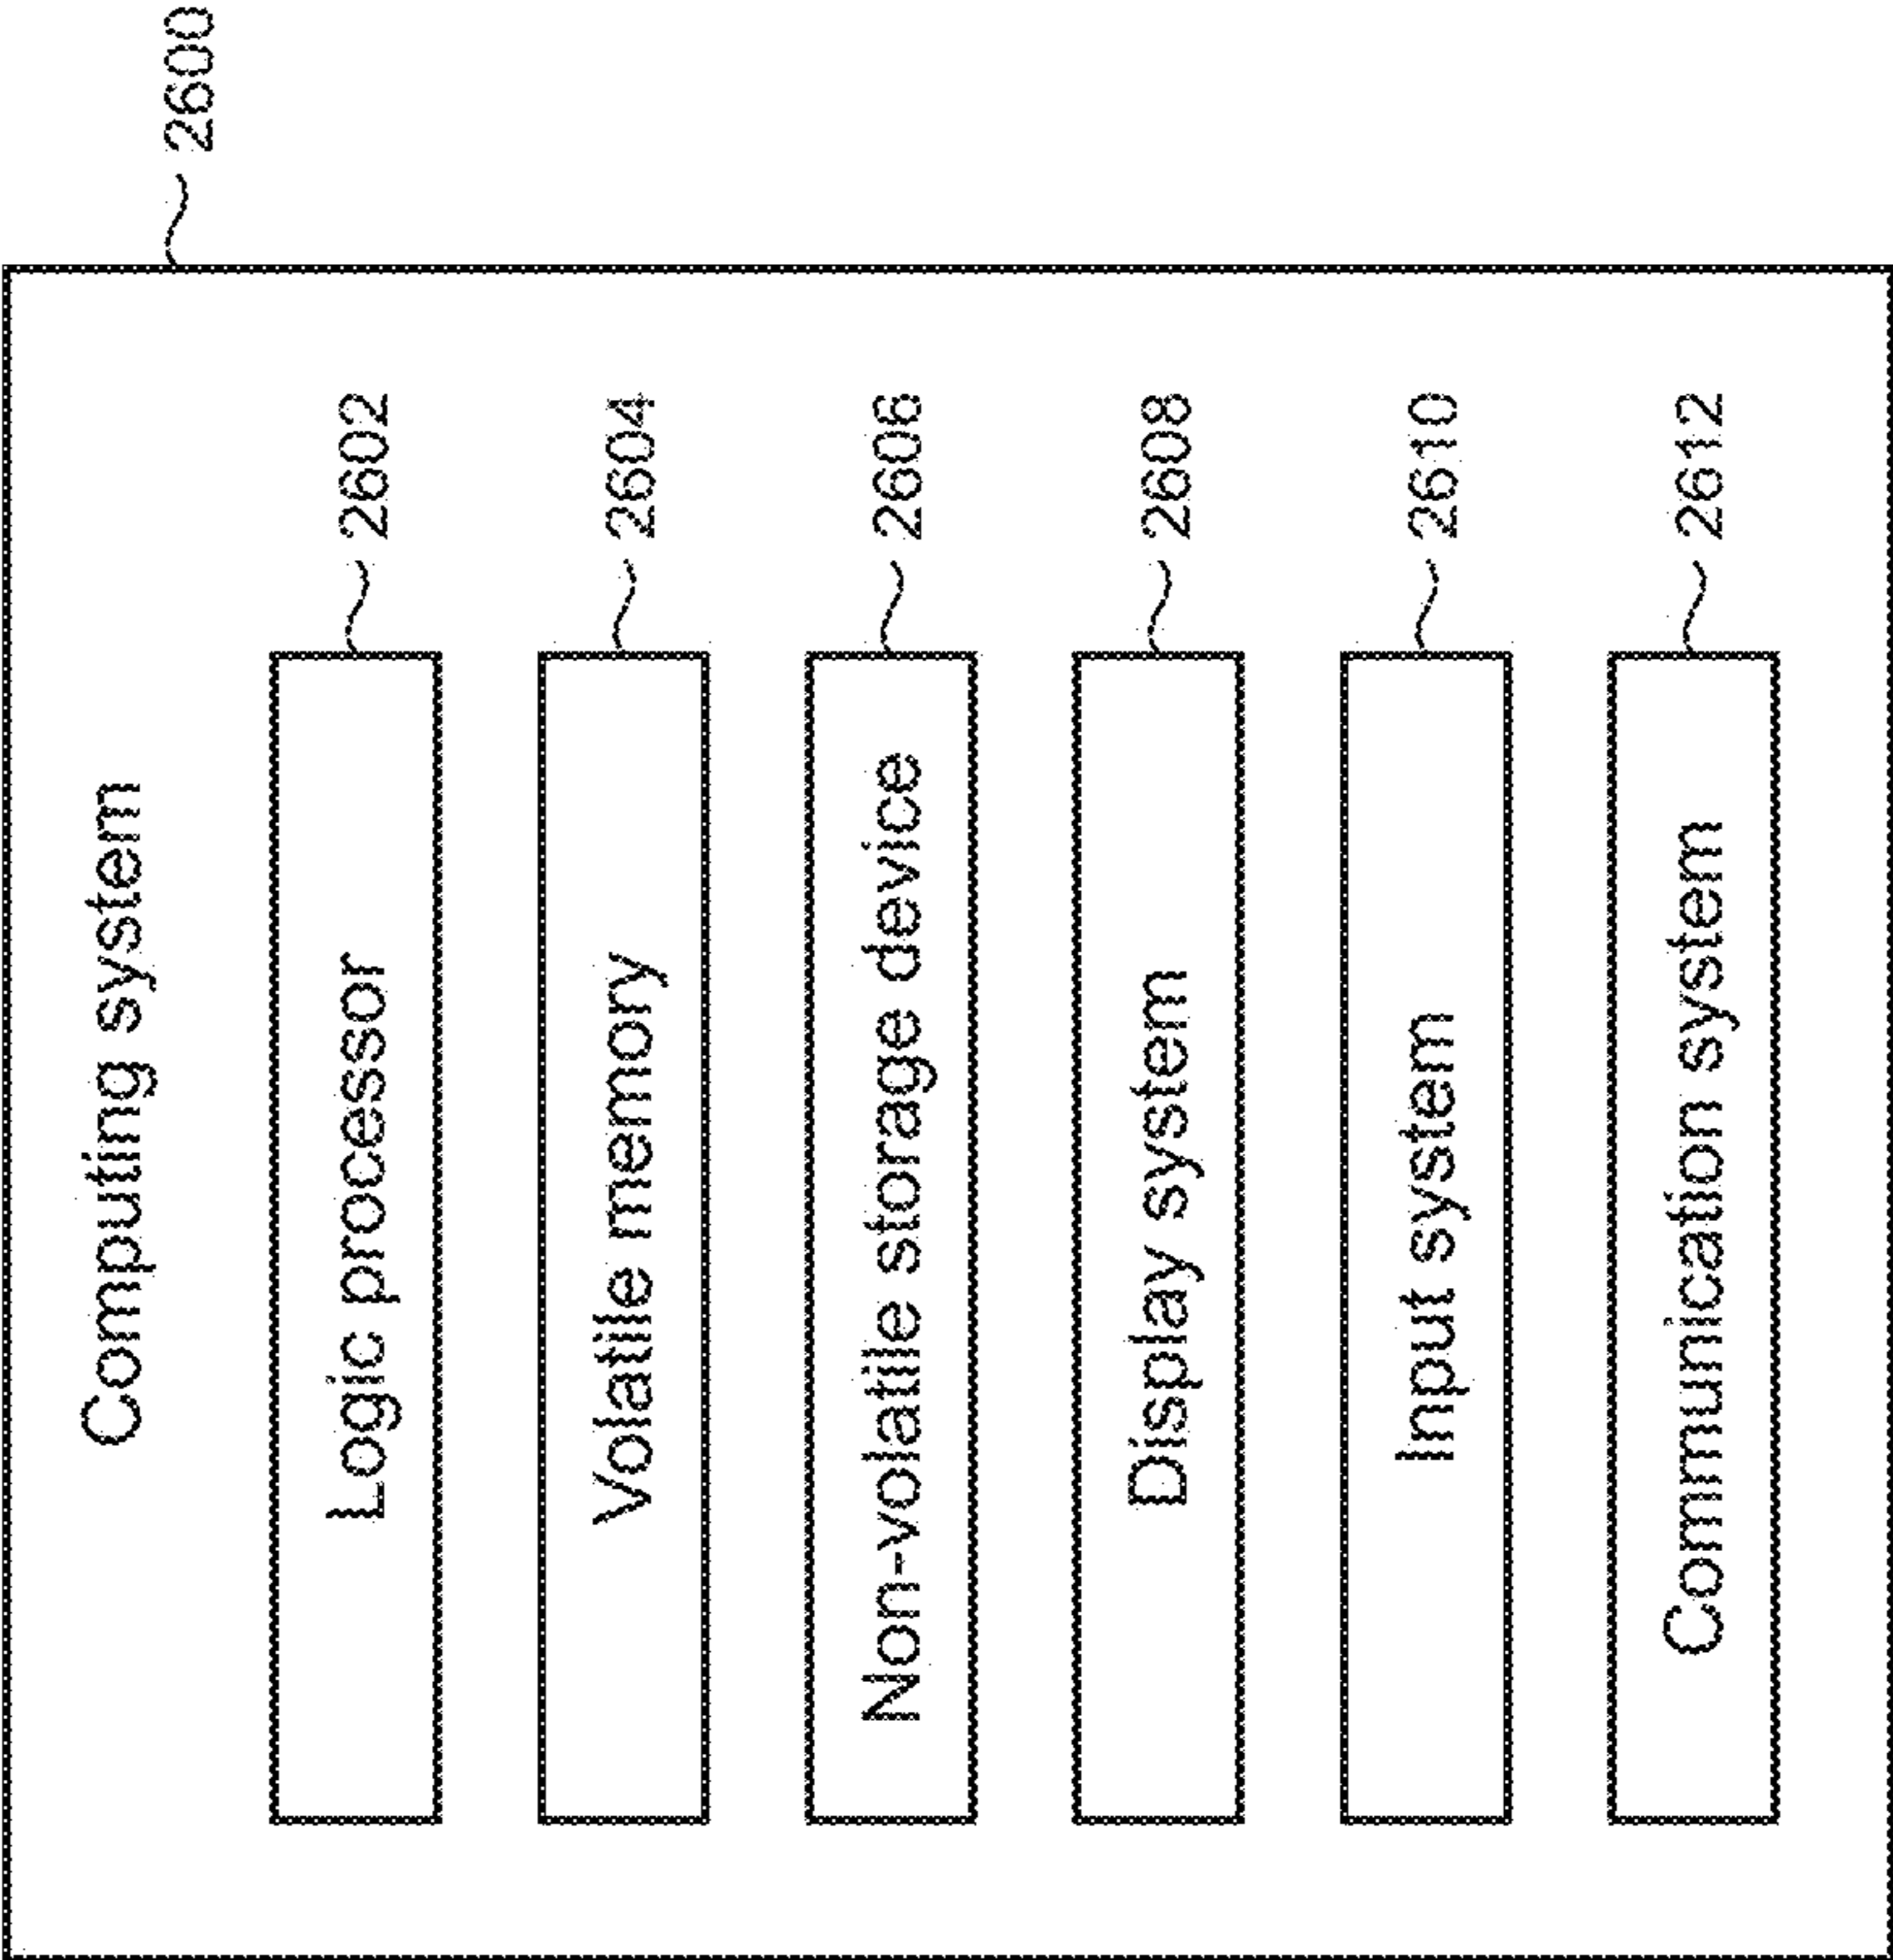 2600
Computing system
Logic processor
2602
Volatile memory
2604
Non-volatile storage device
2606
Display system
2608
Input system
2610
Communication system
2612